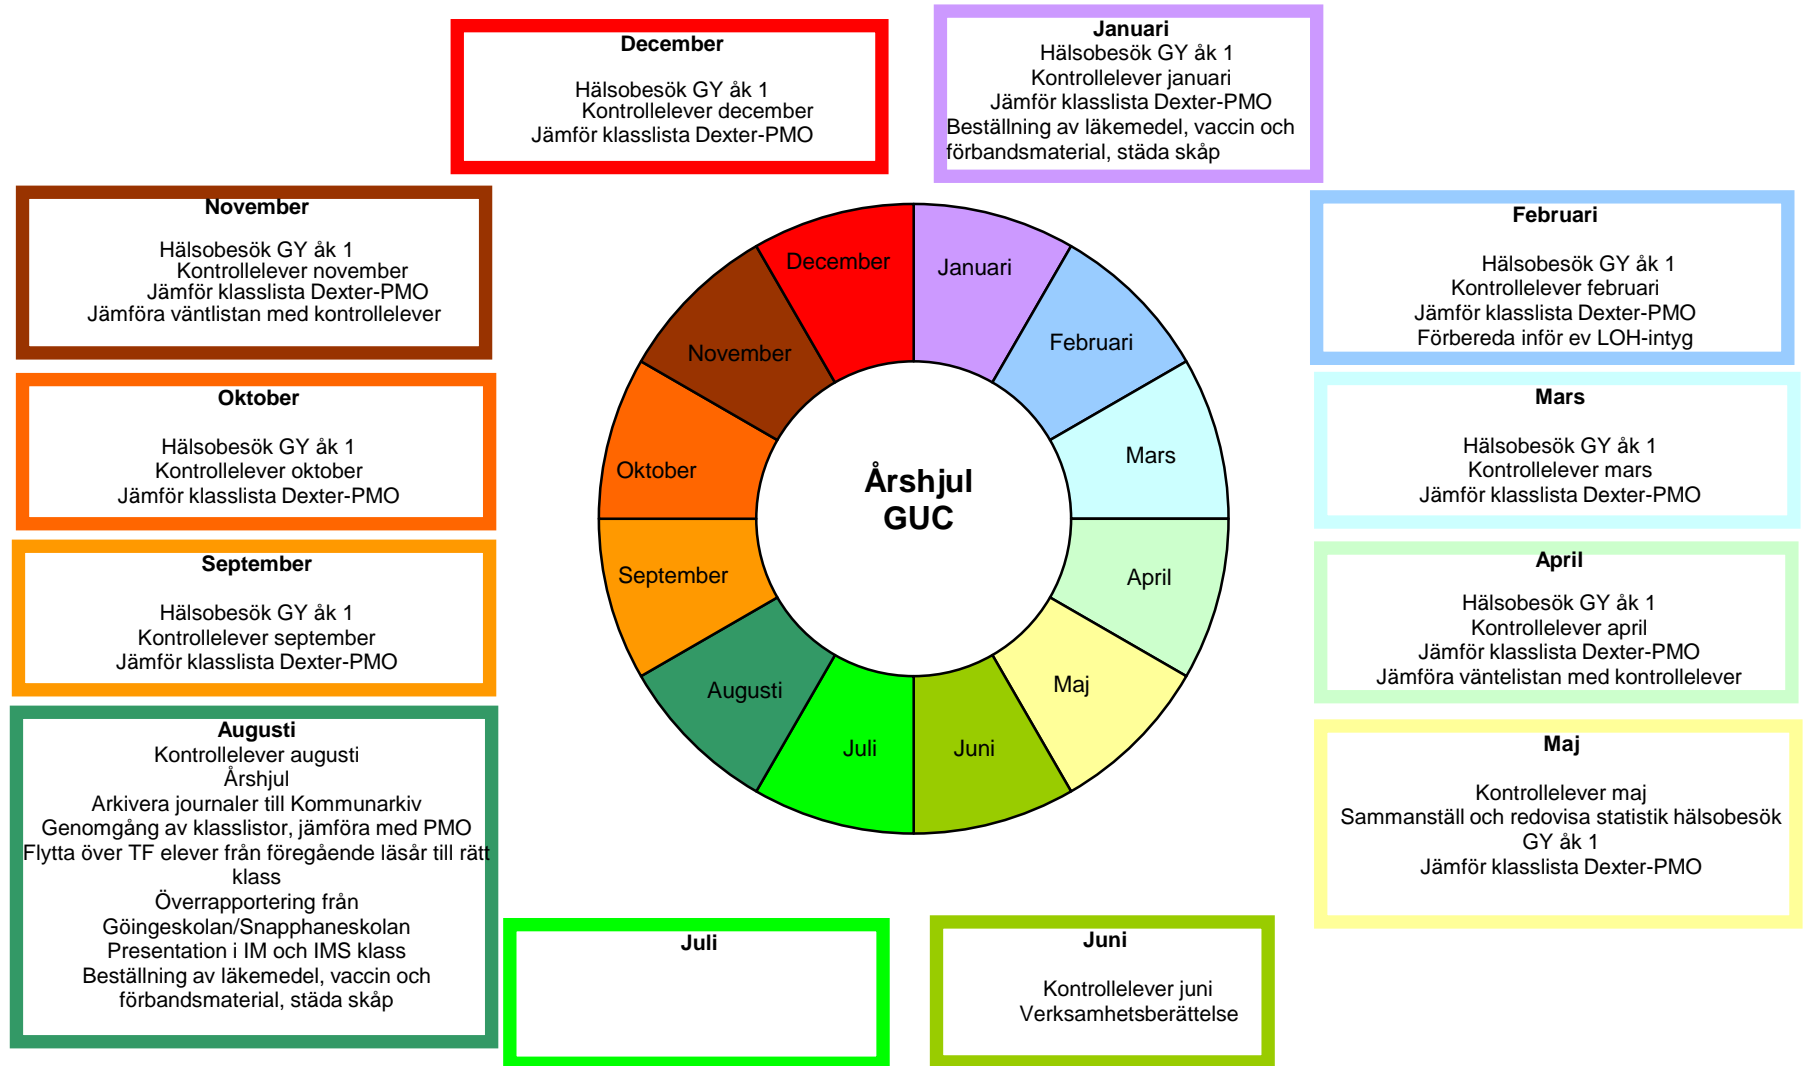 December
Hälsobesök GY åk 1
Kontrollelever december
Jämför klasslista Dexter-PMO
Januari
Hälsobesök GY åk 1
Kontrollelever januari
Jämför klasslista Dexter-PMO
Beställning av läkemedel, vaccin och
förbandsmaterial, städa skåp
November
Hälsobesök GY åk 1
Kontrollelever november
Jämför klasslista Dexter-PMO
Jämföra väntlistan med kontrollelever
Februari
Hälsobesök GY åk 1
Kontrollelever februari
Jämför klasslista Dexter-PMO
Förbereda inför ev LOH-intyg
Oktober
Hälsobesök GY åk 1
Kontrollelever oktober
Jämför klasslista Dexter-PMO
Mars
Hälsobesök GY åk 1
Kontrollelever mars
Jämför klasslista Dexter-PMO
September
Hälsobesök GY åk 1
Kontrollelever september
Jämför klasslista Dexter-PMO
April
Hälsobesök GY åk 1
Kontrollelever april
Jämför klasslista Dexter-PMO
Jämföra väntelistan med kontrollelever
Augusti
Kontrollelever augusti
Årshjul
Arkivera journaler till Kommunarkiv
Genomgång av klasslistor, jämföra med PMO
Flytta över TF elever från föregående läsår till rätt
klass
Överrapportering från
Göingeskolan/Snapphaneskolan
Presentation i IM och IMS klass
Beställning av läkemedel, vaccin och
förbandsmaterial, städa skåp
Maj
Kontrollelever maj
Sammanställ och redovisa statistik hälsobesök
GY åk 1
Jämför klasslista Dexter-PMO
Juli
Juni
Kontrollelever juni
Verksamhetsberättelse
Årshjul
GUC
Januari
Februari
Mars
April
Maj
Juni
Juli
Augusti
September
Oktober
November
December